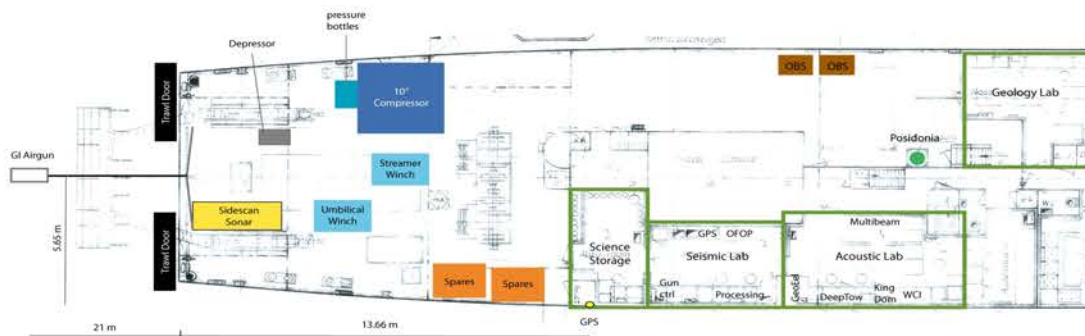 pressure
bottles
Depressor
OBS
OBS
Trawl Door
10"
Compressor
Geology Lab
GI Airgun
Posidonia
Streamer
Winch
Sidescan
Sonar
Umbilical
Winch
5.65 m
Trawl Door
Multibeam
GPS OFOP
Science
Storage
Seismic Lab
Acoustic Lab
Spares
Spares
Gun
ctrl
Processing
GeoEel
DeepTow
King
Dom
WCI
GPS
21 m
13.66 m